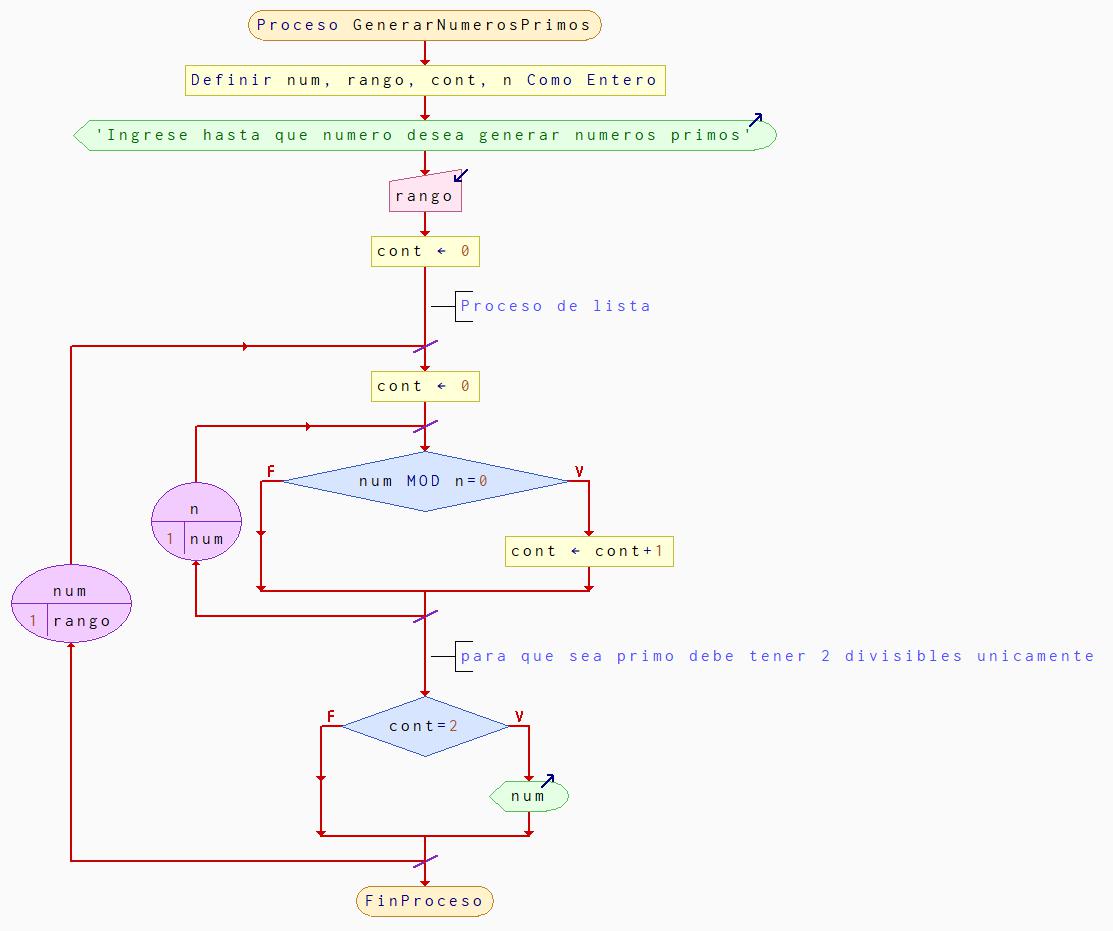 Proceso GenerarNumerosPrimos
Definir num, rango, cont, n Como Entero
'Ingrese hasta que numero desea generar numeros primos'
rango
cont ← 0
Proceso de lista
cont ← 0
F
num MOD n=0
V
n
1 num
cont ← cont+1
num
1 rango
para que sea primo debe tener 2 divisibles unicamente
F
cont=2
V
num
FinProceso